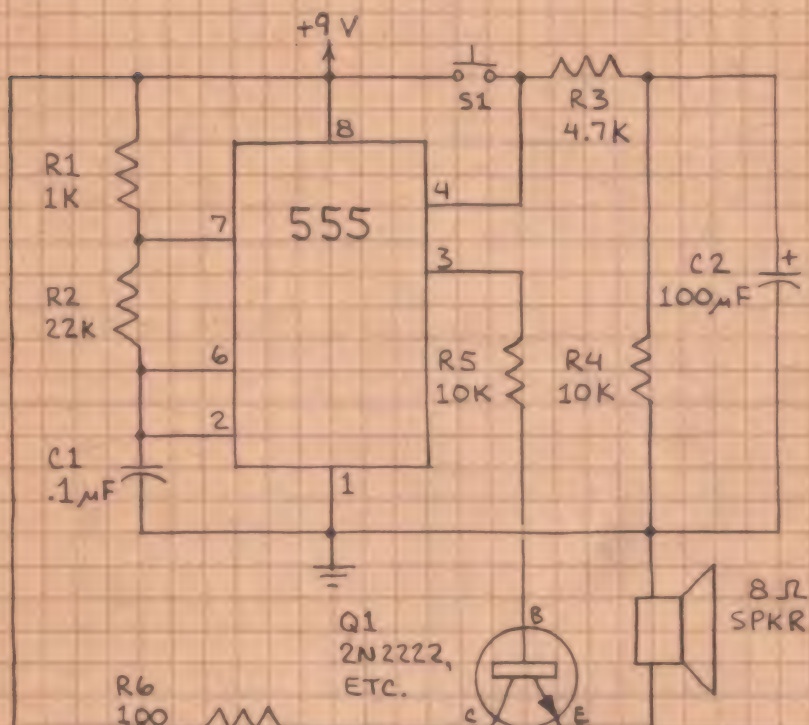 +9 V
S1
R3
4.7K
8
R1
1K
555
4
7
3
C2
100µF
+
R2
22K
6
R5
10K
R4
10K
2
C1
.1µF
1
8Ω
SPKR
Q1
2N2222,
ETC.
B
R6
100
C
E